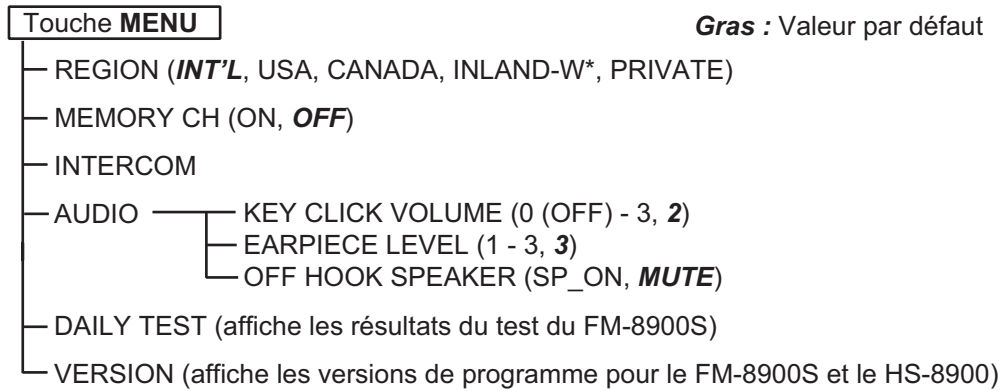 Touche MENU
Gras : Valeur par défaut
REGION (INT’L, USA, CANADA, INLAND-W*, PRIVATE)
MEMORY CH (ON, OFF)
INTERCOM
AUDIO
KEY CLICK VOLUME (0 (OFF) - 3, 2)
EARPIECE LEVEL (1 - 3, 3)
OFF HOOK SPEAKER (SP_ON, MUTE)
DAILY TEST (affiche les résultats du test du FM-8900S)
VERSION (affiche les versions de programme pour le FM-8900S et le HS-8900)